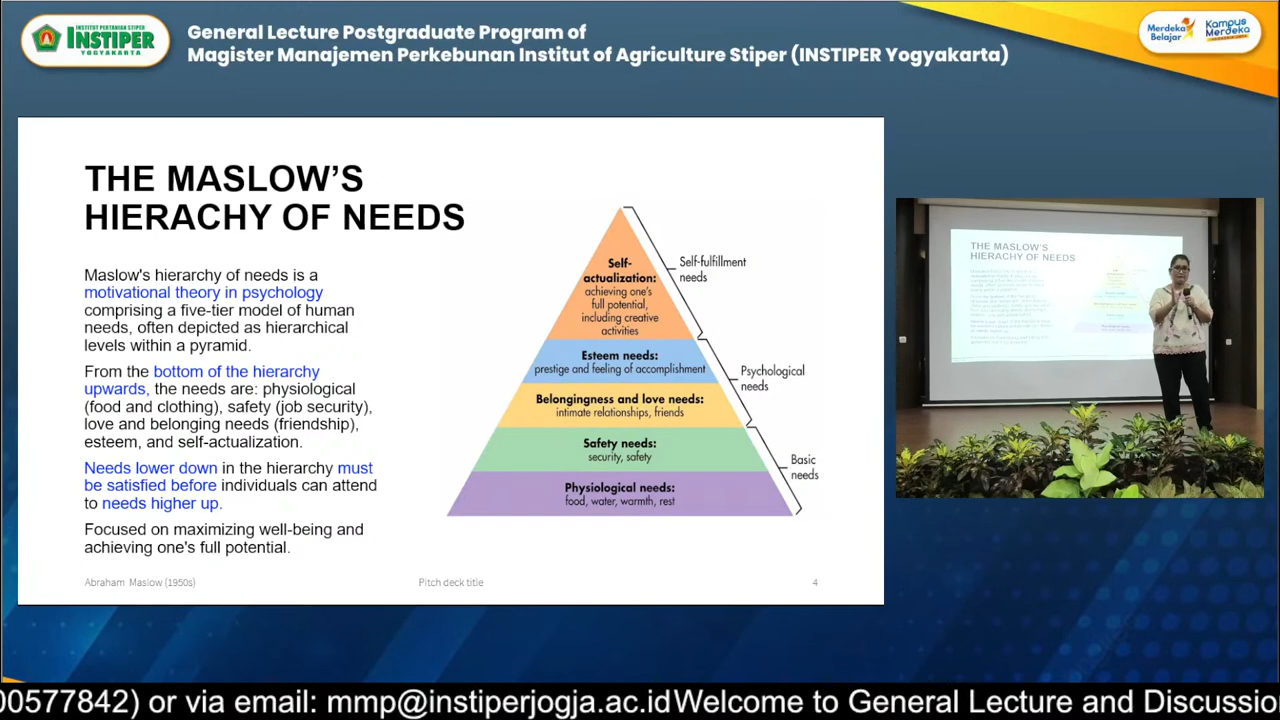 INSTITUT PERTANIAN STIPER
INSTIPER
YOGYAKARTA
General Lecture Postgraduate Program of
Magister Manajemen Perkebunan Institut of Agriculture Stiper (INSTIPER Yogyakarta)
Merdeka
Belajar
Kampus
Merdeka
THE MASLOW’S
HIERACHY OF NEEDS
Maslow's hierarchy of needs is a
motivational theory in psychology
comprising a five-tier model of human
needs, often depicted as hierarchical
levels within a pyramid.
From the bottom of the hierarchy
upwards, the needs are: physiological
(food and clothing), safety (job security),
love and belonging needs (friendship),
esteem, and self-actualization.
Needs lower down in the hierarchy must
be satisfied before individuals can attend
to needs higher up.
Focused on maximizing well-being and
achieving one's full potential.
Self-
actualization:
achieving one's
full potential,
including creative
activities
Self-fulfillment
needs
Esteem needs:
prestige and feeling of accomplishment
Psychological
needs
Belongingness and love needs:
intimate relationships, friends
Safety needs:
security, safety
Basic
needs
Physiological needs:
food, water, warmth, rest
Abraham Maslow (1950s)
Pitch deck title
4
THE MASLOW'S
HIERACHY OF NEEDS
00577842) or via email: mmp@instiperjogja.ac.idWelcome to General Lecture and Discussio